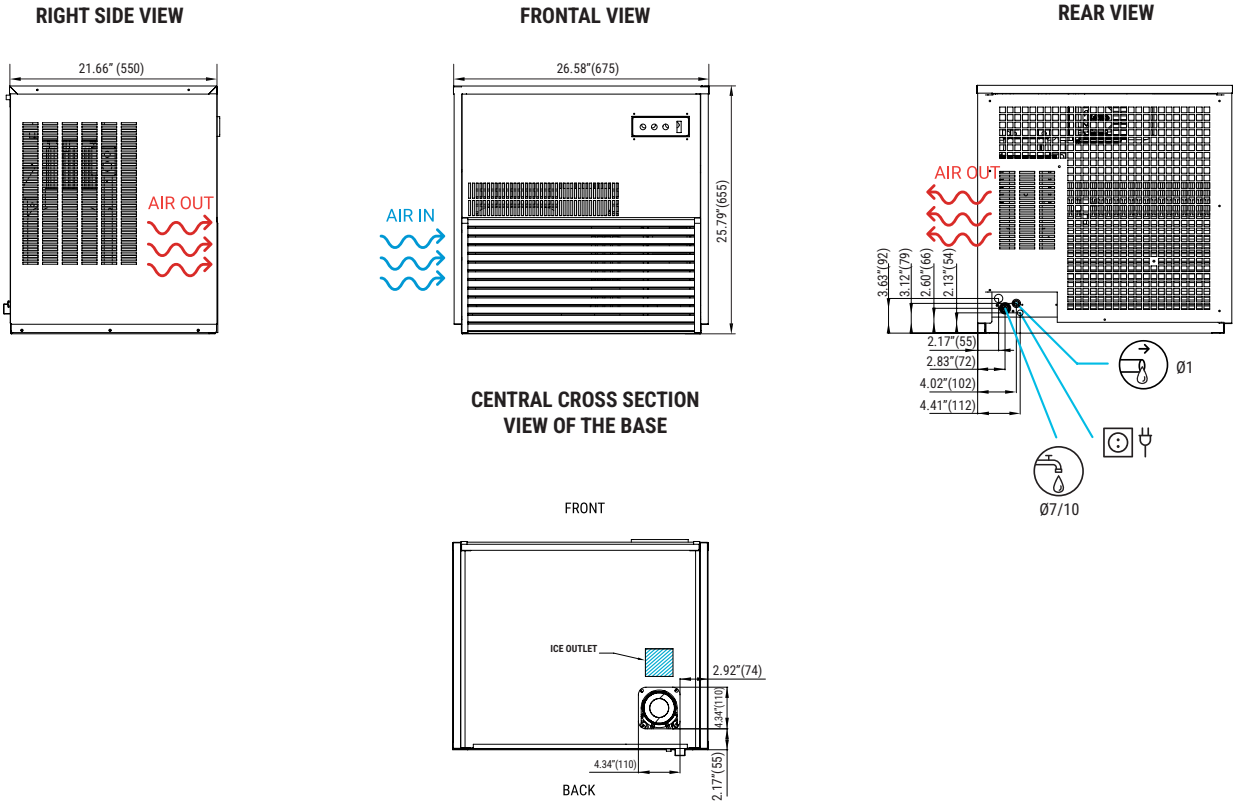 RIGHT SIDE VIEW
FRONTAL VIEW
REAR VIEW
21.66” (550)
26.58”(675)
25.79”(655)
AIR OUT
AIR IN
AIR OUT
3.63”(92)
3.12”(79)
2.60”(66)
2.13”(54)
2.17”(55)
2.83”(72)
4.02”(102)
4.41”(112)
Ø1
Ø7/10
CENTRAL CROSS SECTION
VIEW OF THE BASE
FRONT
ICE OUTLET
2.92”(74)
4.34”(110)
4.34”(110)
2.17”(55)
BACK